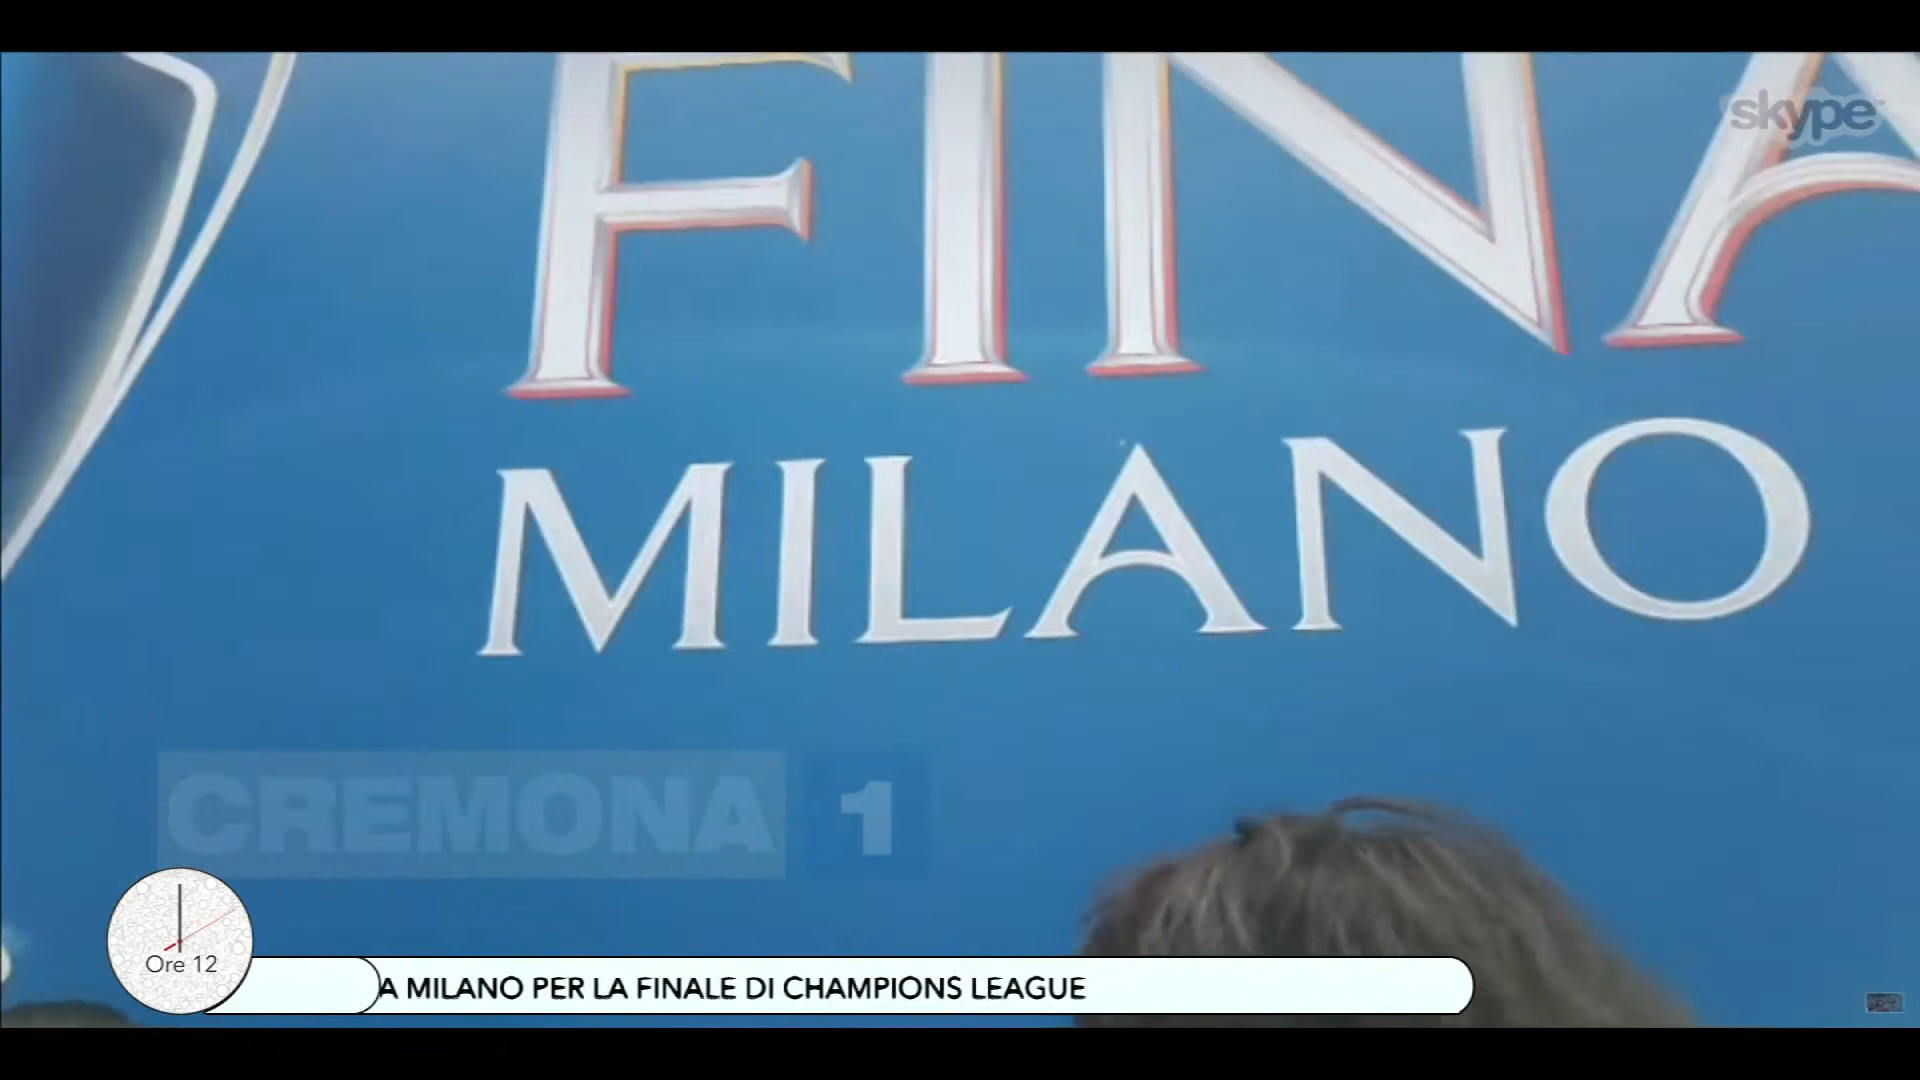 FINA
skype
MILANO
CREMONA 1
Ore 12
A MILANO PER LA FINALE DI CHAMPIONS LEAGUE